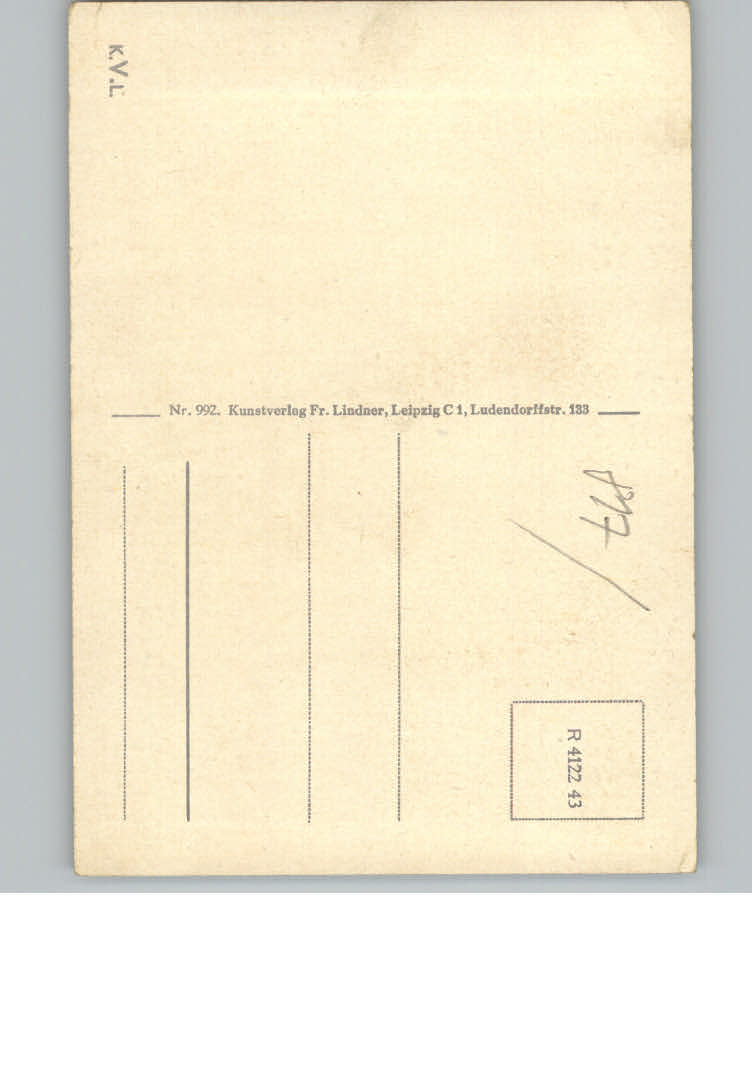 K.V.L.
Nr. 992. Kunstverlag Fr. Lindner, Leipzig C 1, Ludendorffstr. 133
R 4122 43